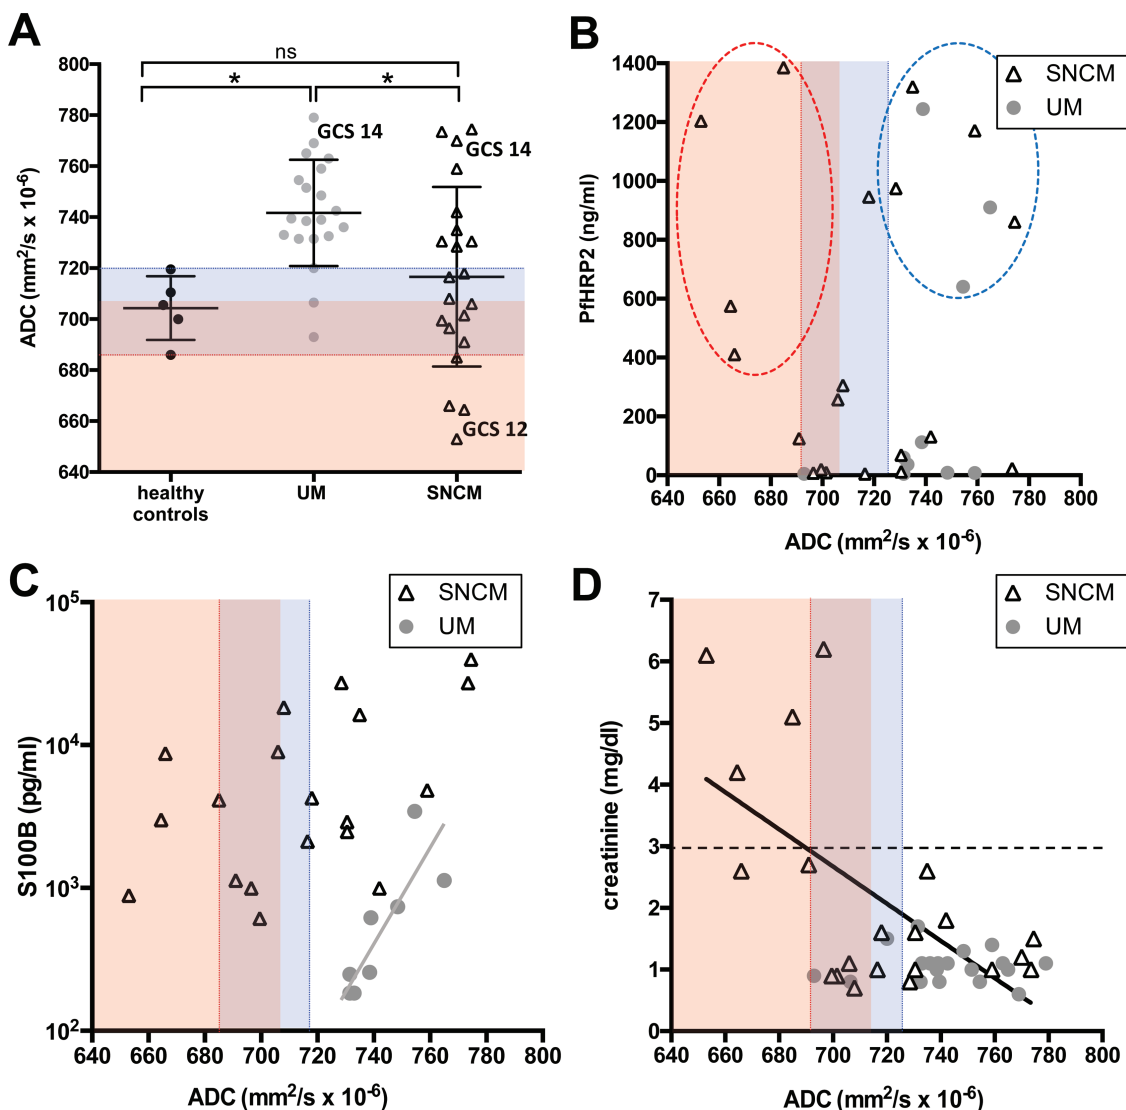 A
ns
*
*
ADC (mm²/s x 10⁻⁶)
800
780
760
740
720
700
680
660
640
GCS 14
GCS 14
GCS 12
healthy
controls
UM
SNCM
B
PfHRP2 (ng/ml)
1400
1200
1000
800
600
400
200
0
SNCM
UM
640 660 680 700 720 740 760 780 800
ADC (mm²/s x 10⁻⁶)
C
S100B (pg/ml)
10⁵
10⁴
10³
10²
SNCM
UM
640 660 680 700 720 740 760 780 800
ADC (mm²/s x 10⁻⁶)
D
creatinine (mg/dl)
7
6
5
4
3
2
1
0
SNCM
UM
640 660 680 700 720 740 760 780 800
ADC (mm²/s x 10⁻⁶)